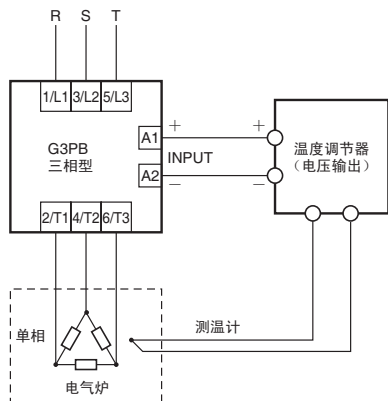 R S T
1/L1 3/L2 5/L3
G3PB
三相型
A1
A2
INPUT
+ +
− −
温度调节器
（电压输出）
2/T1 4/T2 6/T3
单相
测温计
电气炉